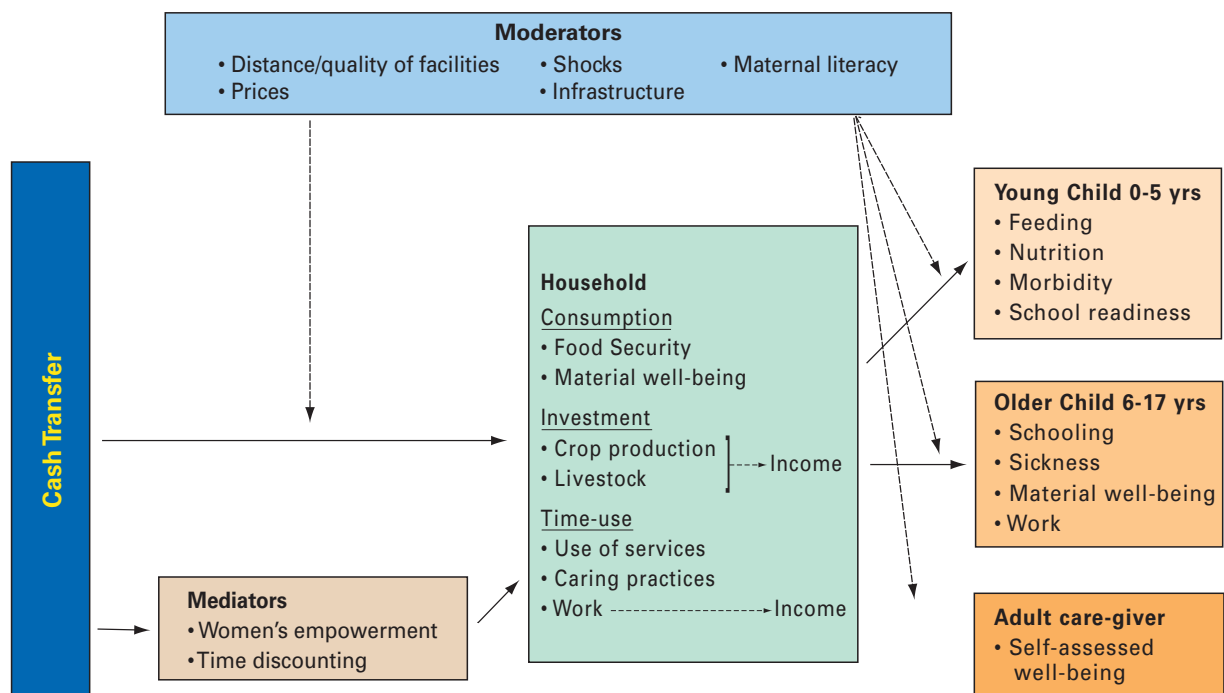 Moderators
• Distance/quality of facilities • Shocks • Maternal literacy
• Prices • Infrastructure
Cash Transfer
Mediators
• Women's empowerment
• Time discounting
Household
Consumption
• Food Security
• Material well-being
Investment
• Crop production
• Livestock
Income
Time-use
• Use of services
• Caring practices
• Work Income
Young Child 0-5 yrs
• Feeding
• Nutrition
• Morbidity
• School readiness
Older Child 6-17 yrs
• Schooling
• Sickness
• Material well-being
• Work
Adult care-giver
• Self-assessed
well-being